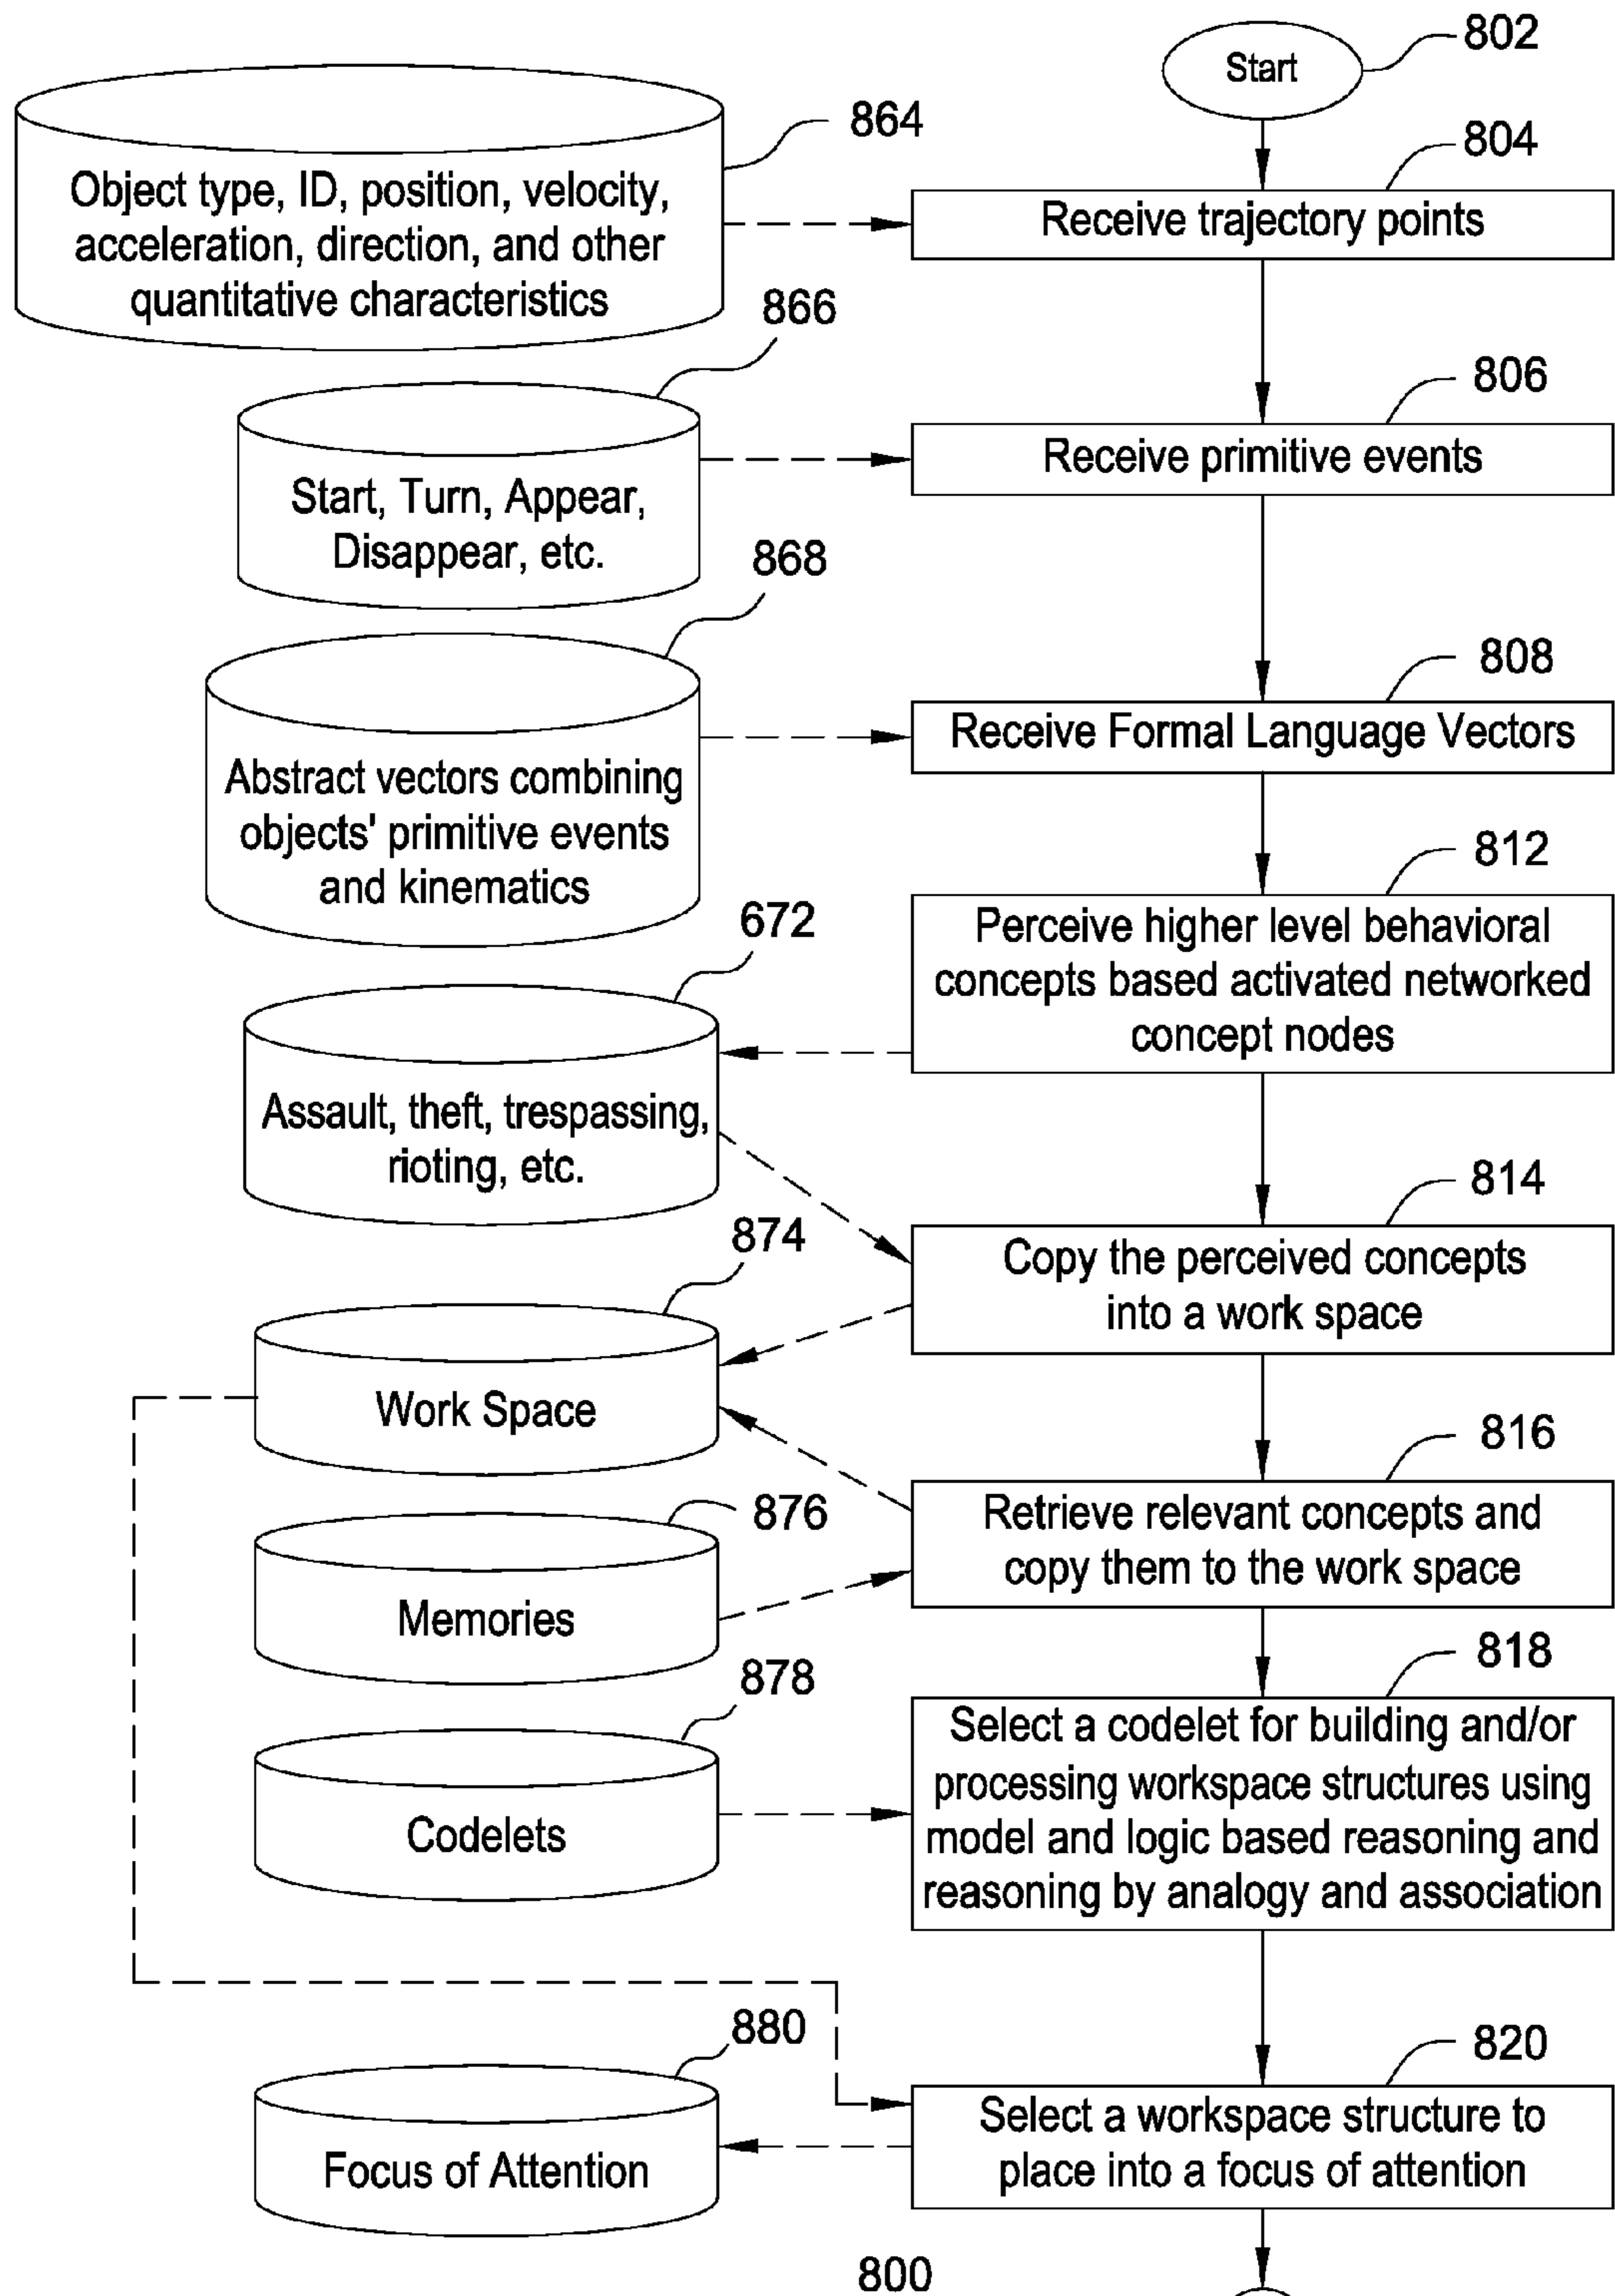 Start
802
864
804
Object type, ID, position, velocity,
acceleration, direction, and other
quantitative characteristics
Receive trajectory points
866
806
Start, Turn, Appear,
Disappear, etc.
Receive primitive events
868
808
Abstract vectors combining
objects' primitive events
and kinematics
Receive Formal Language Vectors
812
Perceive higher level behavioral
concepts based activated networked
concept nodes
672
Assault, theft, trespassing,
rioting, etc.
814
Copy the perceived concepts
into a work space
874
Work Space
816
Retrieve relevant concepts and
copy them to the work space
876
Memories
818
Select a codelet for building and/or
processing workspace structures using
model and logic based reasoning and
reasoning by analogy and association
878
Codelets
820
Select a workspace structure to
place into a focus of attention
880
Focus of Attention
800